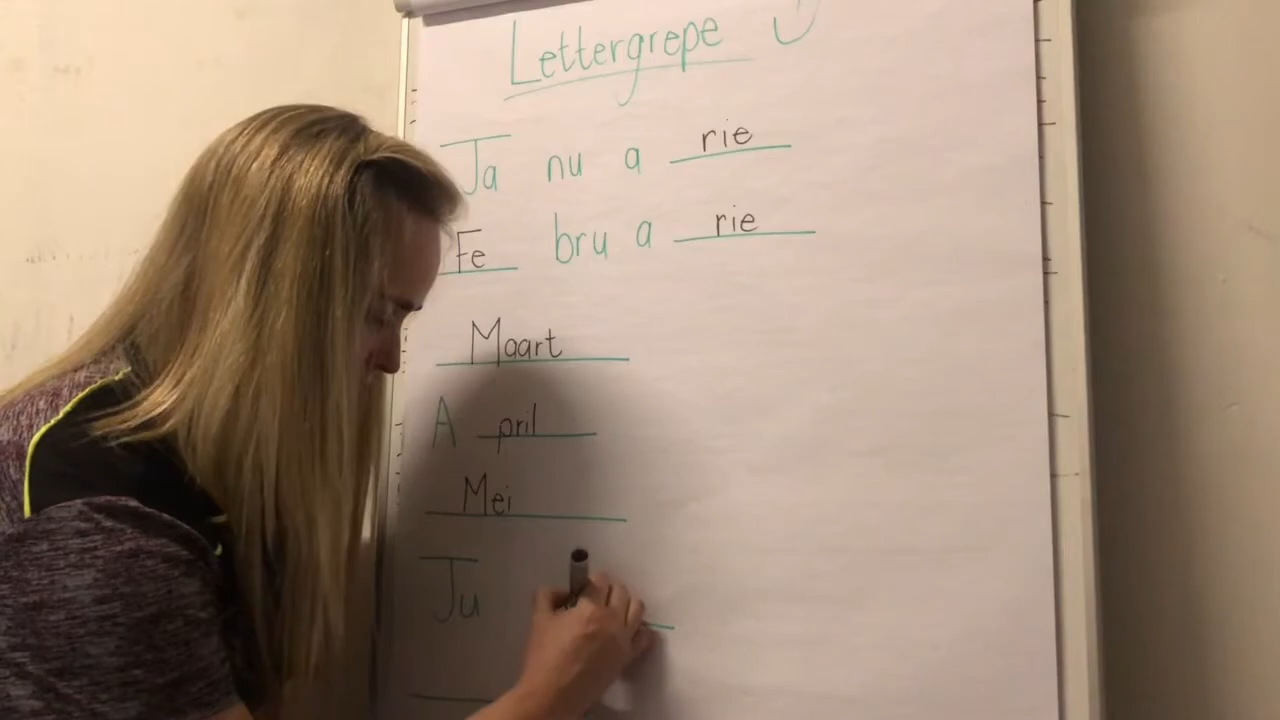 Lettergrepe
Ja nu a rie
Fe bru a rie
Maart
A pril
Mei
Ju